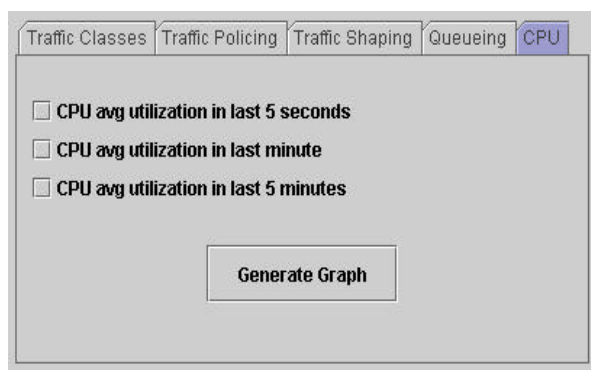 Traffic Classes Traffic Policing Traffic Shaping Queueing CPU
CPU avg utilization in last 5 seconds
CPU avg utilization in last minute
CPU avg utilization in last 5 minutes
Generate Graph